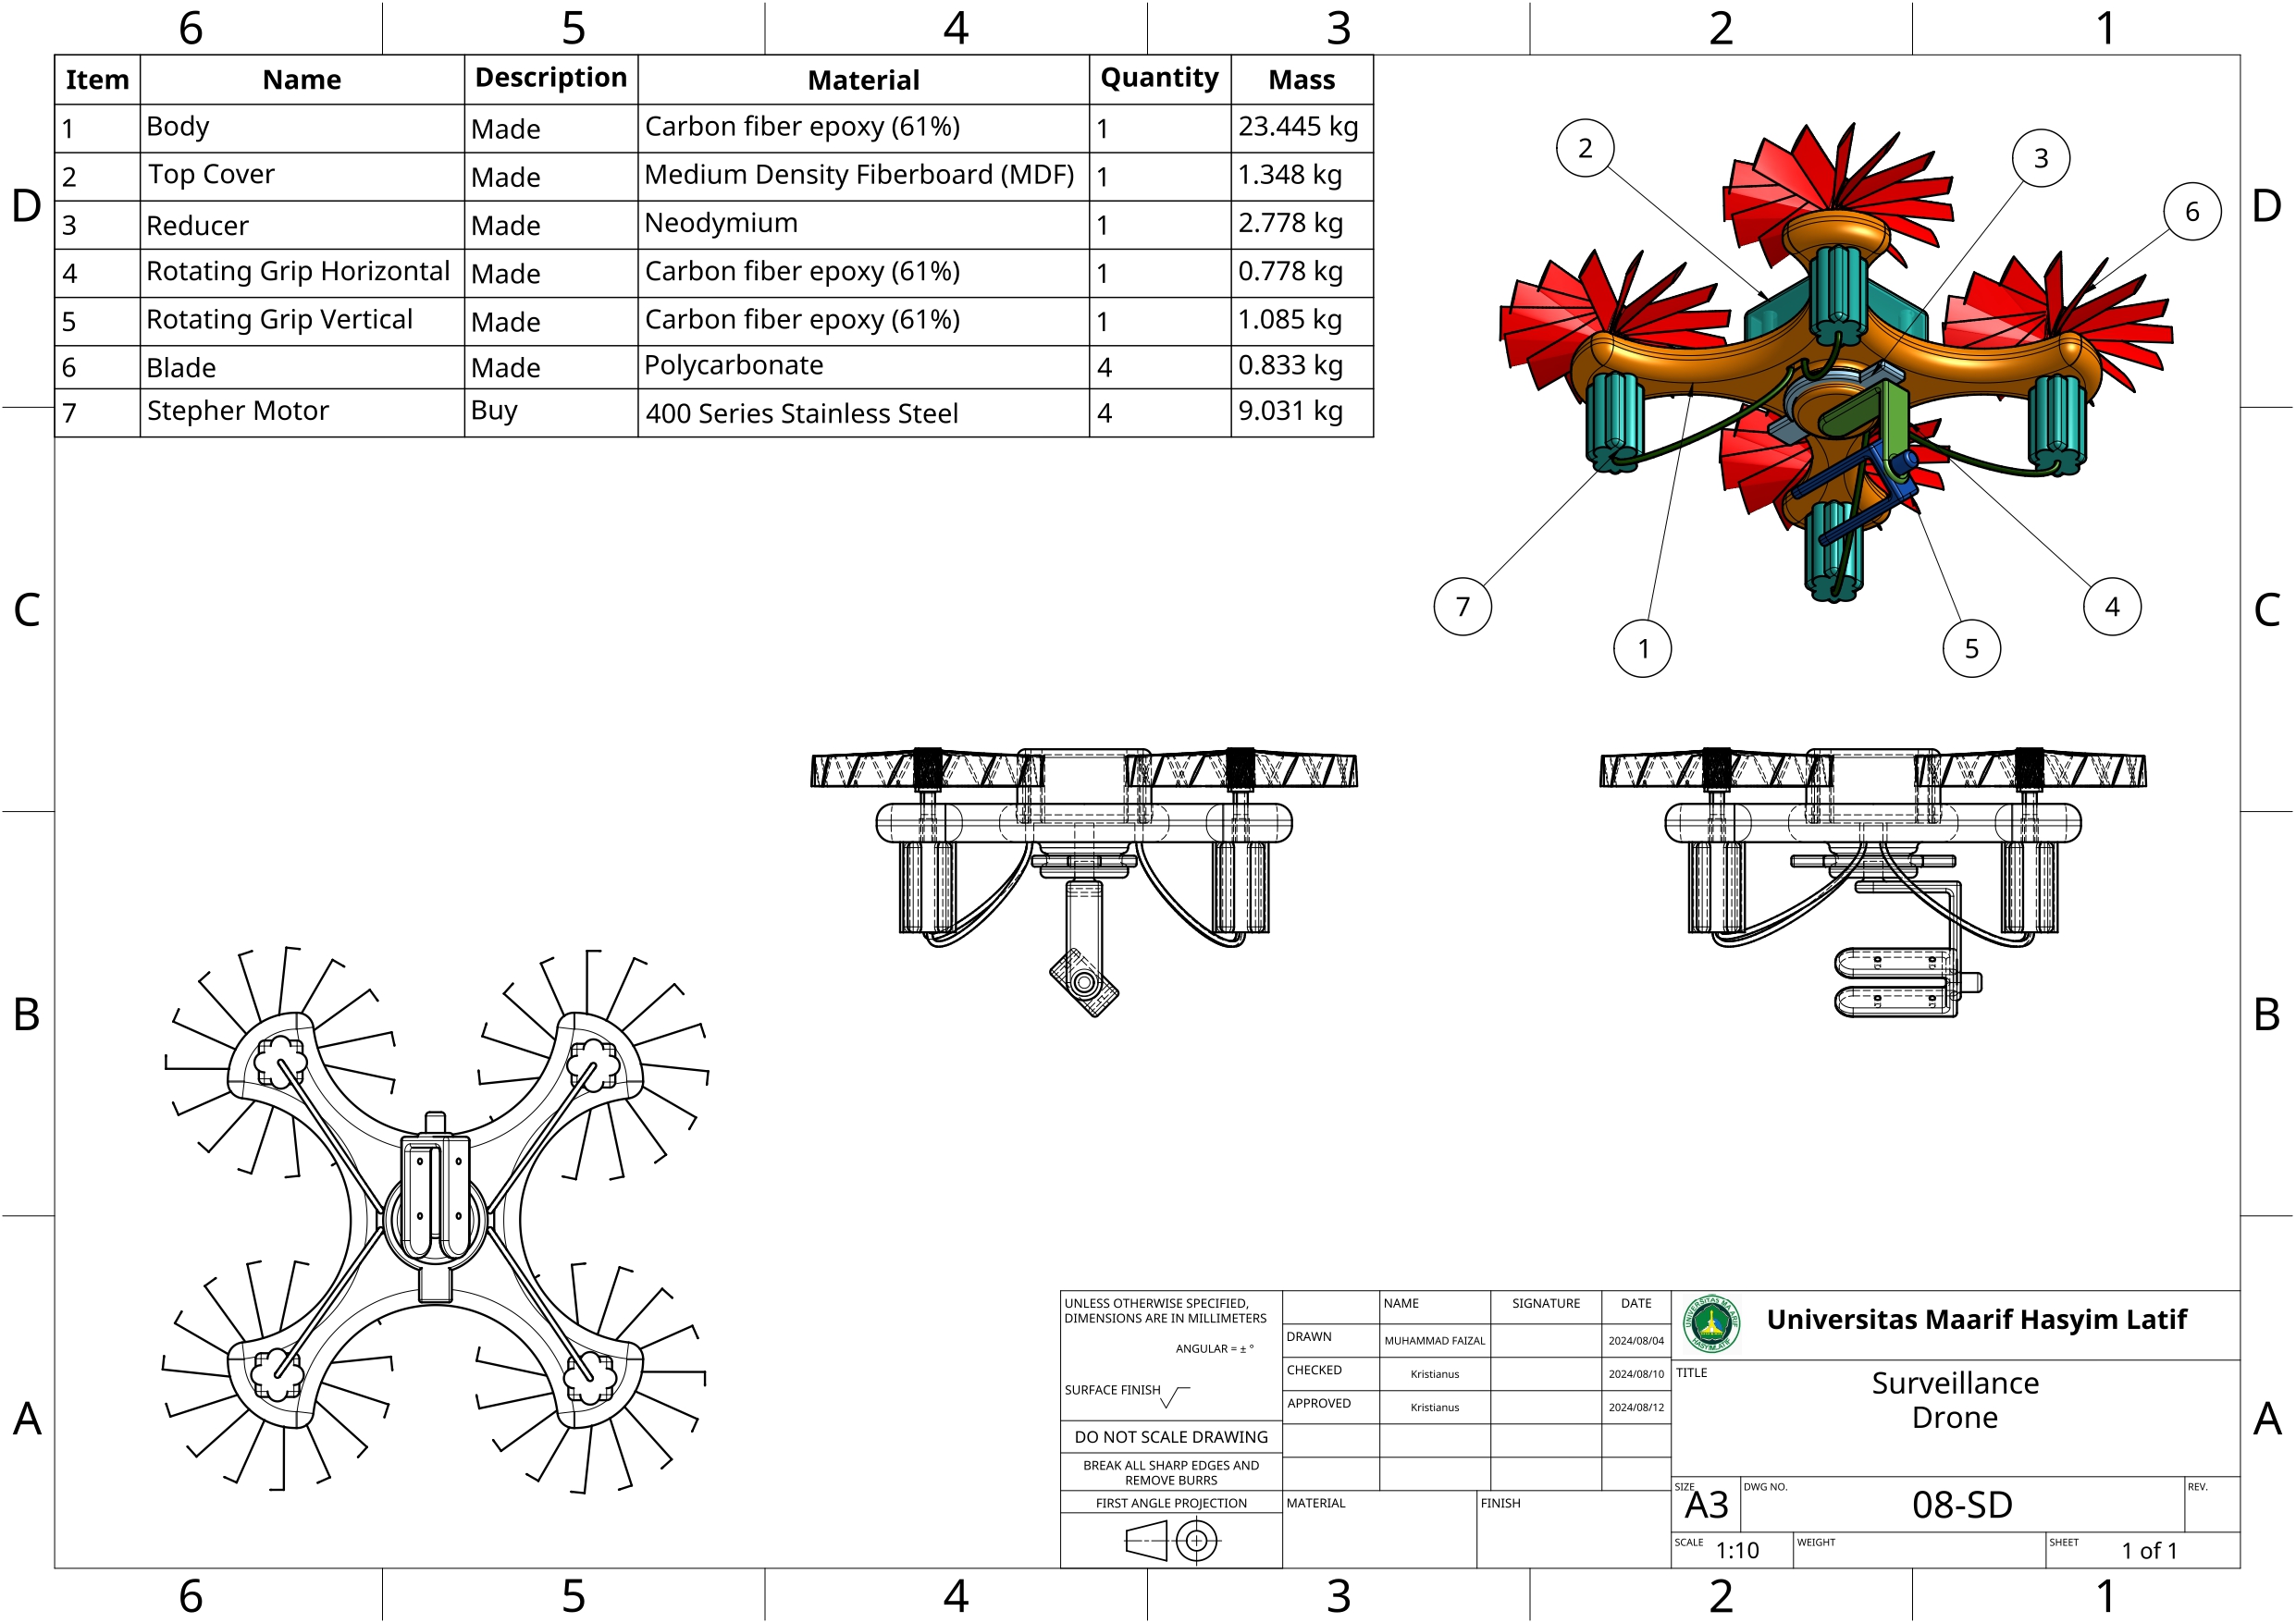 6 5 4 3 2 1
Item Name Description Material Quantity Mass
1 Body Made Carbon fiber epoxy (61%) 1 23.445 kg
2 Top Cover Made Medium Density Fiberboard (MDF) 1 1.348 kg
3 Reducer Made Neodymium 1 2.778 kg
4 Rotating Grip Horizontal Made Carbon fiber epoxy (61%) 1 0.778 kg
5 Rotating Grip Vertical Made Carbon fiber epoxy (61%) 1 1.085 kg
6 Blade Made Polycarbonate 4 0.833 kg
7 Stepher Motor Buy 400 Series Stainless Steel 4 9.031 kg
D D
C C
B B
A A
2
3
6
7
1
5
4
UNLESS OTHERWISE SPECIFIED,
DIMENSIONS ARE IN MILLIMETERS
ANGULAR = ± °
SURFACE FINISH
DO NOT SCALE DRAWING
BREAK ALL SHARP EDGES AND
REMOVE BURRS
FIRST ANGLE PROJECTION
NAME SIGNATURE DATE
DRAWN MUHAMMAD FAIZAL 2024/08/04
CHECKED Kristianus 2024/08/10
APPROVED Kristianus 2024/08/12
MATERIAL FINISH
UNIVERSITAS MAARIF
HASYIM LATIF
Universitas Maarif Hasyim Latif
TITLE
Surveillance
Drone
SIZE
A3
DWG NO.
08-SD
REV.
SCALE 1:10
WEIGHT
SHEET 1 of 1
6 5 4 3 2 1